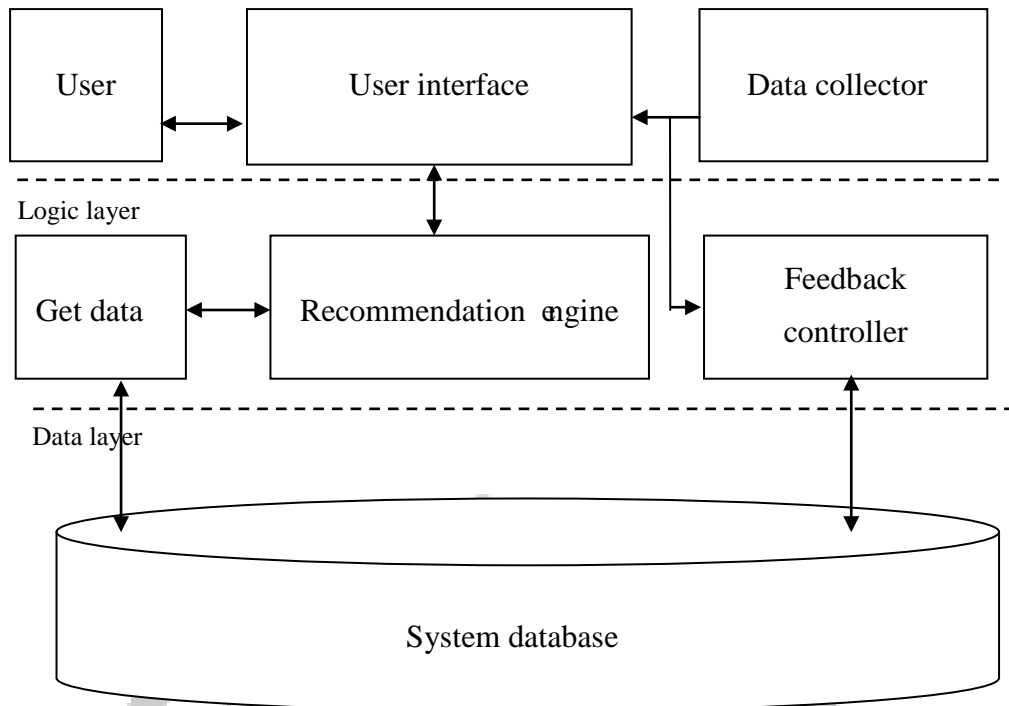 User
User interface
Data collector
Logic layer
Get data
Recommendation engine
Feedback
controller
Data layer
System database